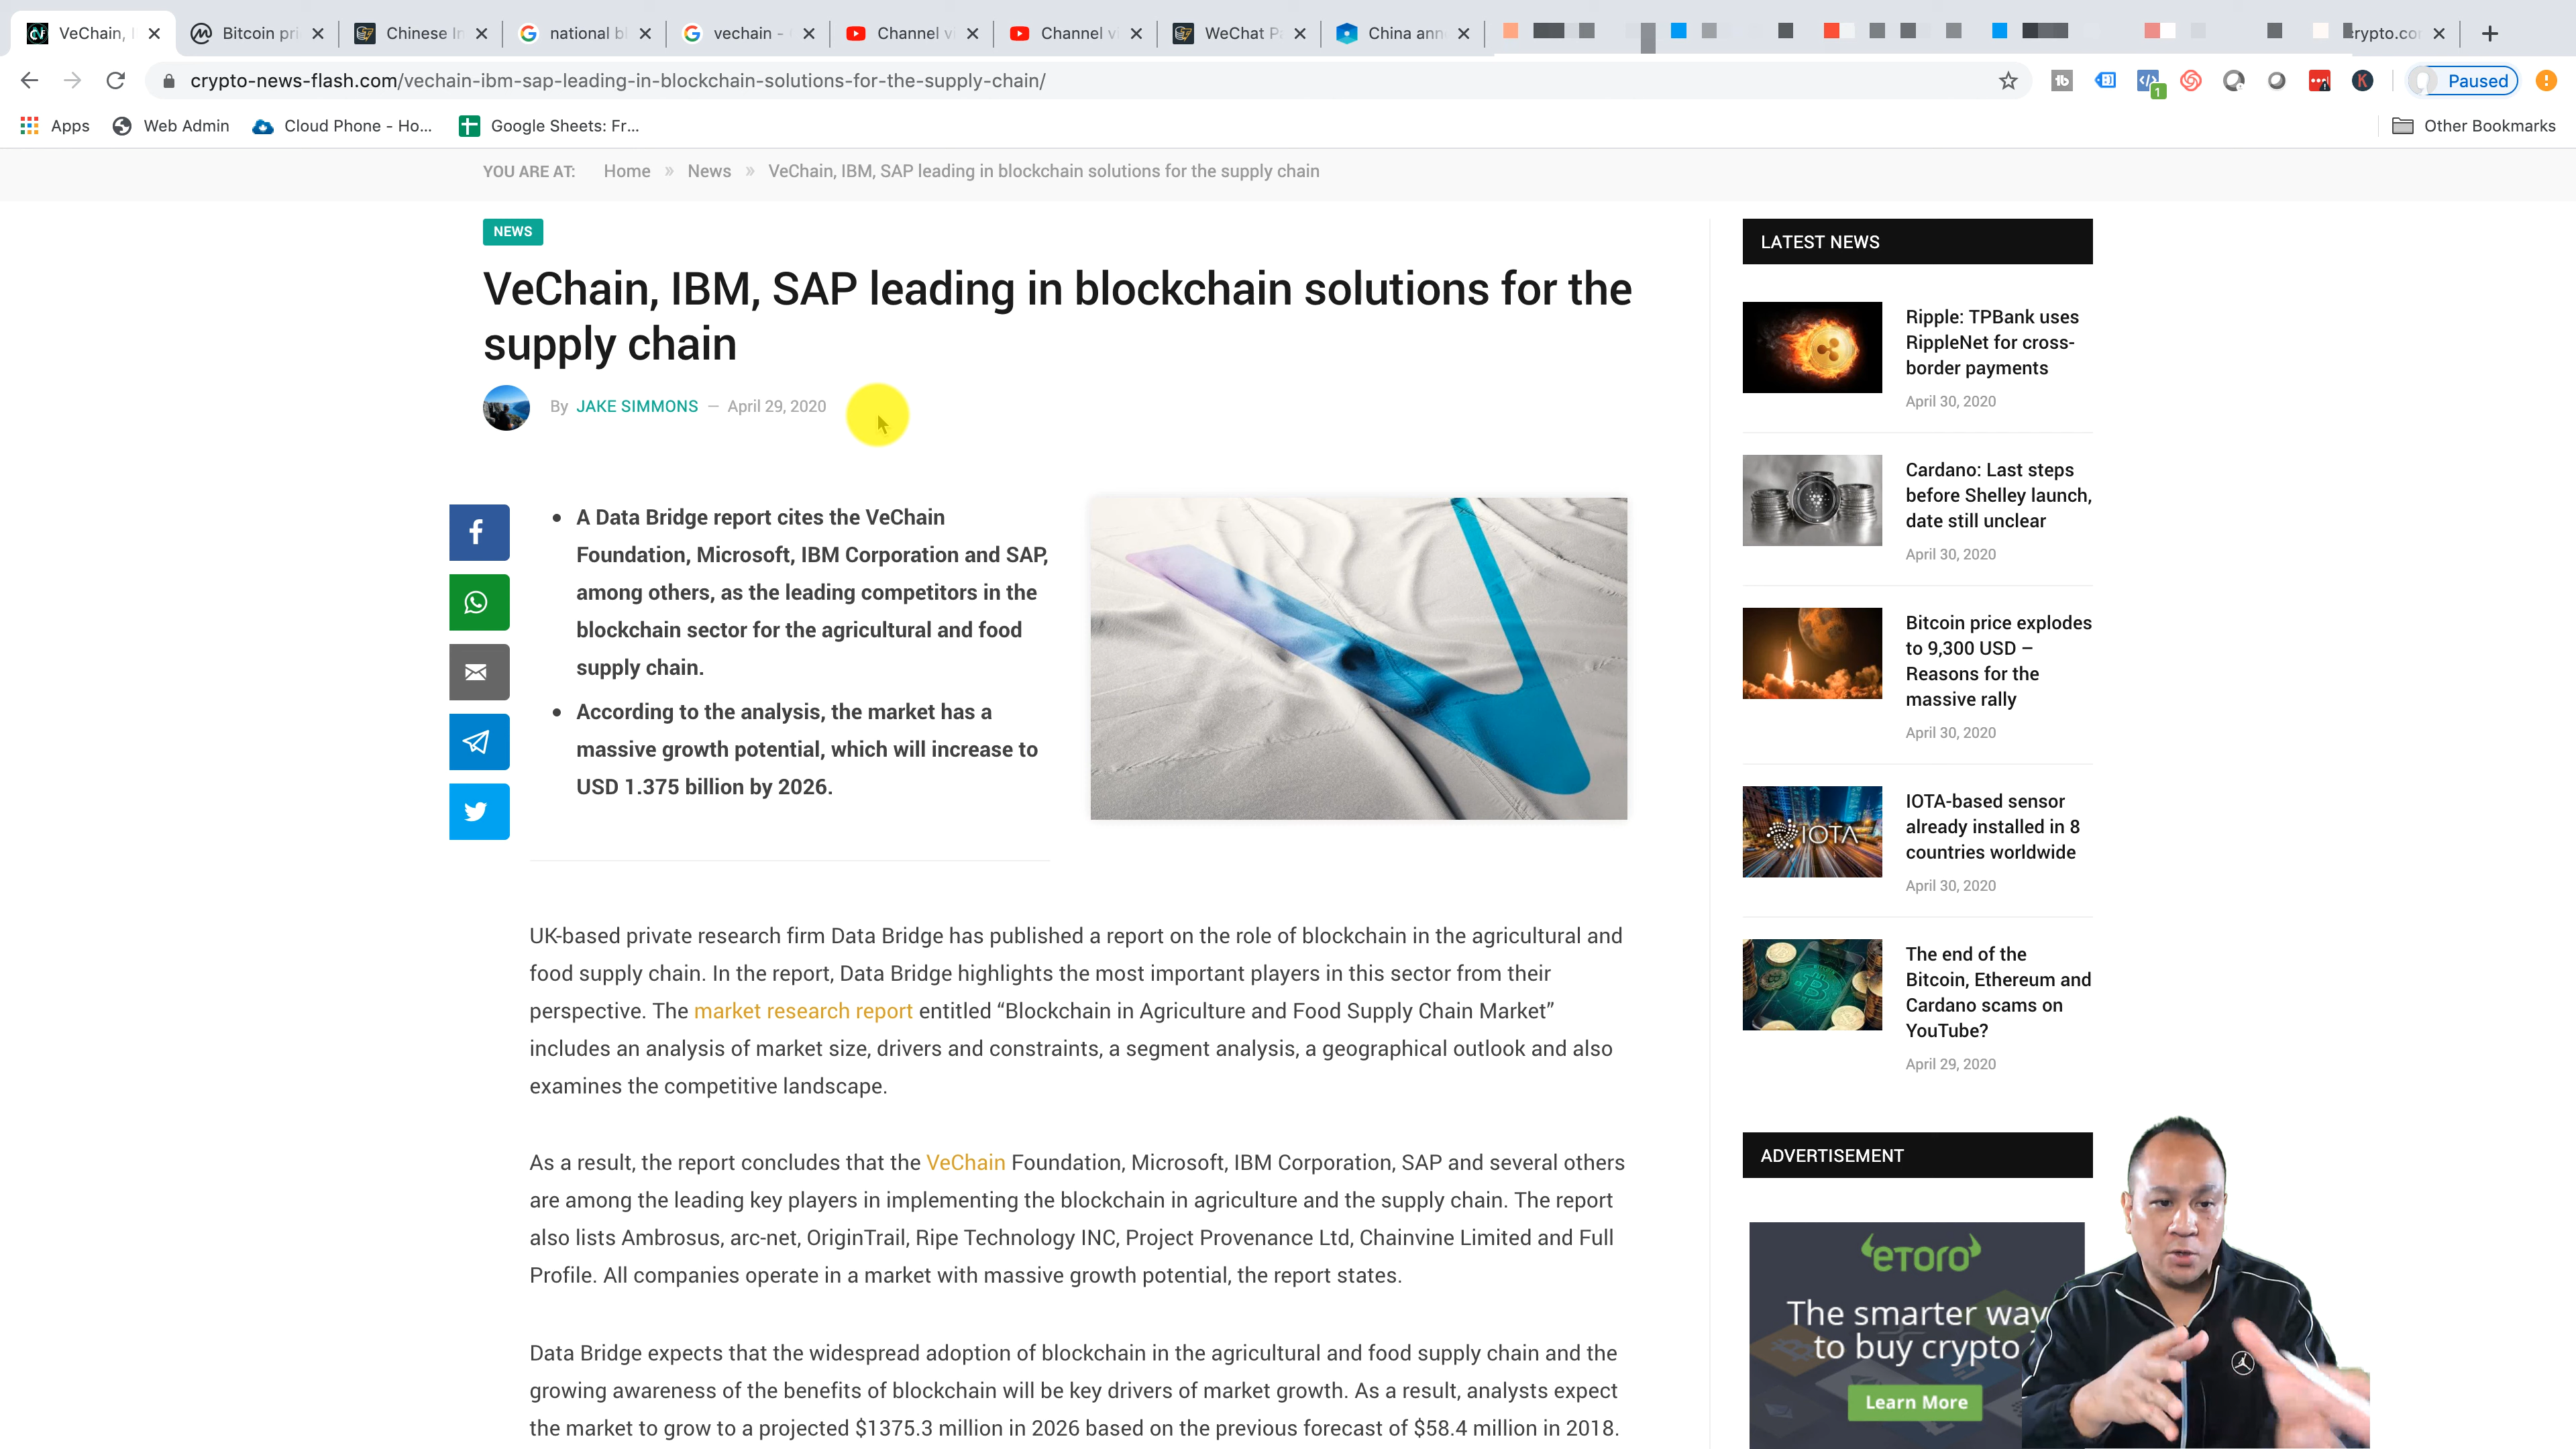 VeChain, I
Bitcoin pri
Chinese In
national bl
vechain -
Channel v
Channel v
WeChat P
China ann
crypto.co
crypto-news-flash.com/vechain-ibm-sap-leading-in-blockchain-solutions-for-the-supply-chain/
1
Paused
Apps
Web Admin
Cloud Phone - Ho...
Google Sheets: Fr...
Other Bookmarks
YOU ARE AT: Home » News » VeChain, IBM, SAP leading in blockchain solutions for the supply chain
NEWS
VeChain, IBM, SAP leading in blockchain solutions for the
supply chain
By JAKE SIMMONS — April 29, 2020
• A Data Bridge report cites the VeChain
Foundation, Microsoft, IBM Corporation and SAP,
among others, as the leading competitors in the
blockchain sector for the agricultural and food
supply chain.
• According to the analysis, the market has a
massive growth potential, which will increase to
USD 1.375 billion by 2026.
UK-based private research firm Data Bridge has published a report on the role of blockchain in the agricultural and
food supply chain. In the report, Data Bridge highlights the most important players in this sector from their
perspective. The market research report entitled “Blockchain in Agriculture and Food Supply Chain Market”
includes an analysis of market size, drivers and constraints, a segment analysis, a geographical outlook and also
examines the competitive landscape.
As a result, the report concludes that the VeChain Foundation, Microsoft, IBM Corporation, SAP and several others
are among the leading key players in implementing the blockchain in agriculture and the supply chain. The report
also lists Ambrosus, arc-net, OriginTrail, Ripe Technology INC, Project Provenance Ltd, Chainvine Limited and Full
Profile. All companies operate in a market with massive growth potential, the report states.
Data Bridge expects that the widespread adoption of blockchain in the agricultural and food supply chain and the
growing awareness of the benefits of blockchain will be key drivers of market growth. As a result, analysts expect
the market to grow to a projected $1375.3 million in 2026 based on the previous forecast of $58.4 million in 2018.
LATEST NEWS
Ripple: TPBank uses
RippleNet for cross-
border payments
April 30, 2020
Cardano: Last steps
before Shelley launch,
date still unclear
April 30, 2020
Bitcoin price explodes
to 9,300 USD –
Reasons for the
massive rally
April 30, 2020
IOTA
IOTA-based sensor
already installed in 8
countries worldwide
April 30, 2020
The end of the
Bitcoin, Ethereum and
Cardano scams on
YouTube?
April 29, 2020
ADVERTISEMENT
eToro
The smarter way
to buy crypto
Learn More